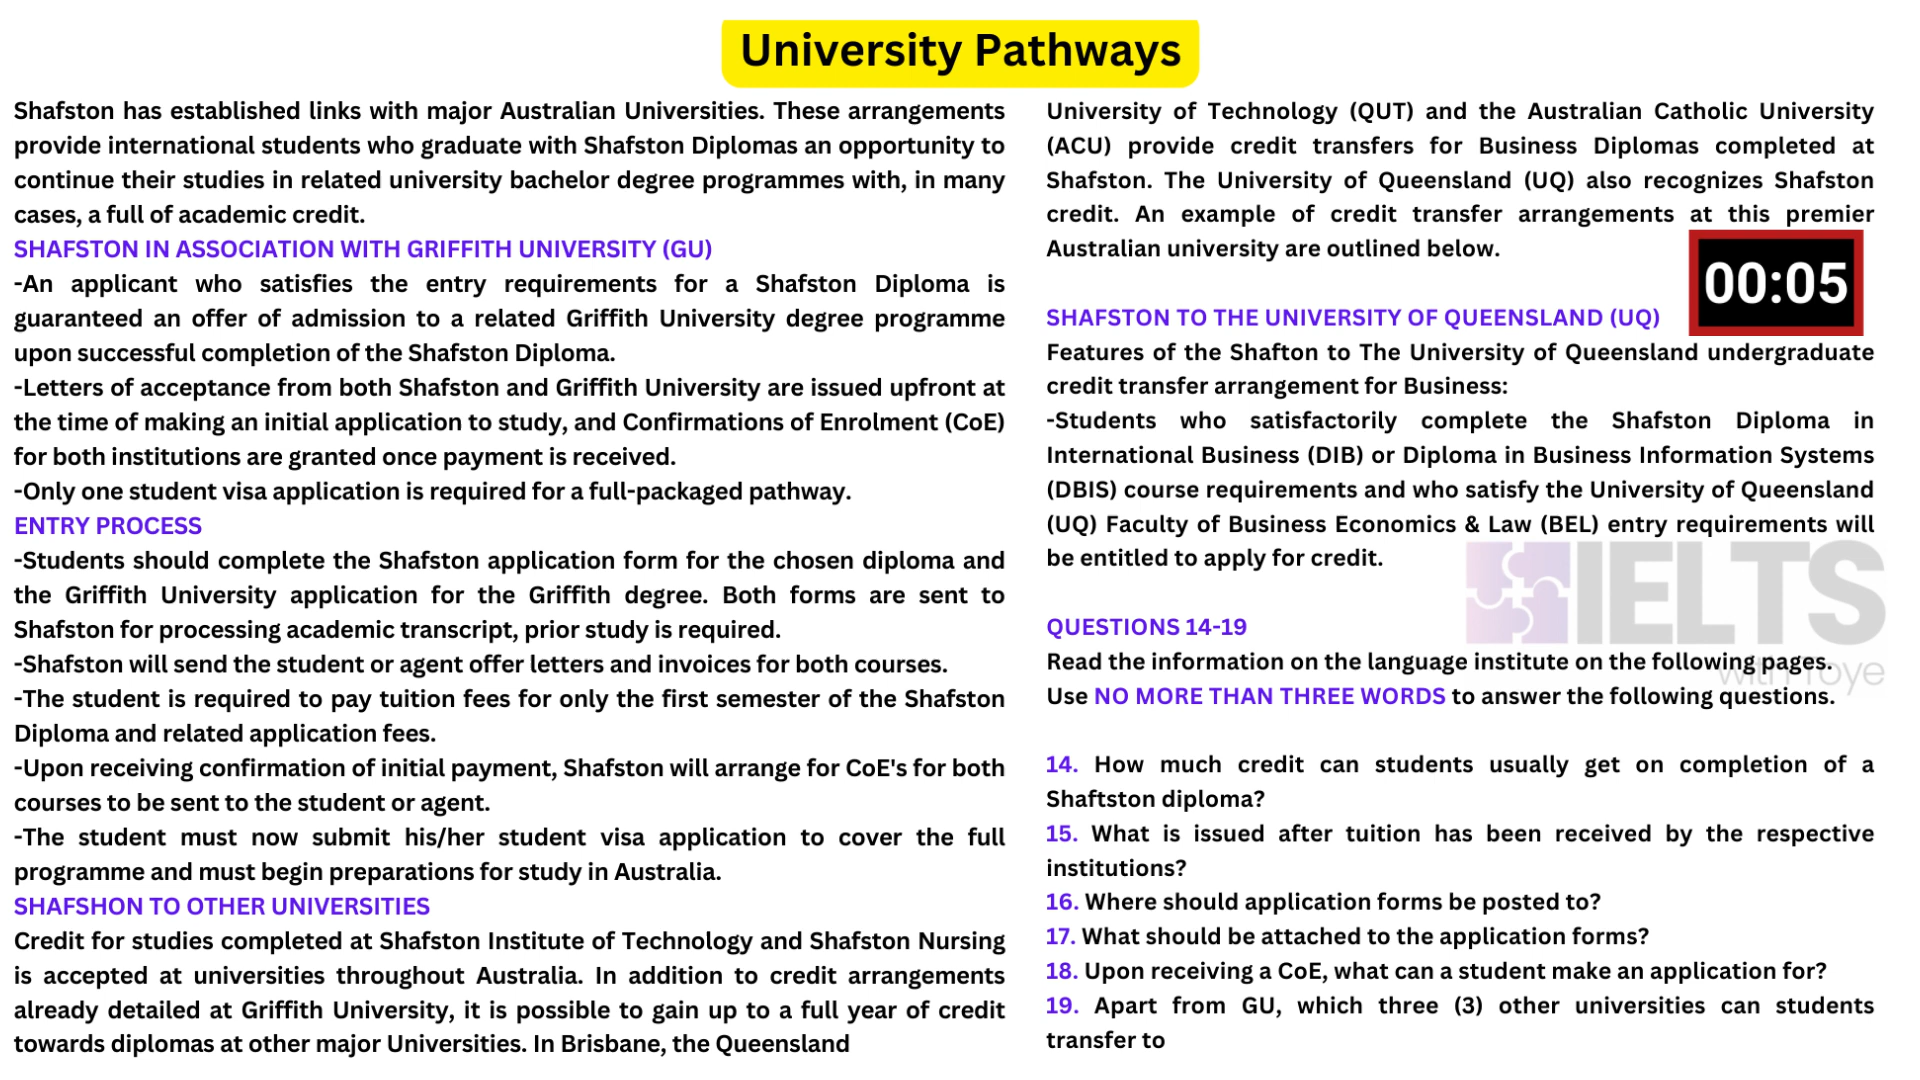 University Pathways
Shafston has established links with major Australian Universities. These arrangements
provide international students who graduate with Shafston Diplomas an opportunity to
continue their studies in related university bachelor degree programmes with, in many
cases, a full of academic credit.
SHAFSTON IN ASSOCIATION WITH GRIFFITH UNIVERSITY (GU)
-An applicant who satisfies the entry requirements for a Shafston Diploma is
guaranteed an offer of admission to a related Griffith University degree programme
upon successful completion of the Shafston Diploma.
-Letters of acceptance from both Shafston and Griffith University are issued upfront at
the time of making an initial application to study, and Confirmations of Enrolment (CoE)
for both institutions are granted once payment is received.
-Only one student visa application is required for a full-packaged pathway.
ENTRY PROCESS
-Students should complete the Shafston application form for the chosen diploma and
the Griffith University application for the Griffith degree. Both forms are sent to
Shafston for processing academic transcript, prior study is required.
-Shafston will send the student or agent offer letters and invoices for both courses.
-The student is required to pay tuition fees for only the first semester of the Shafston
Diploma and related application fees.
-Upon receiving confirmation of initial payment, Shafston will arrange for CoE's for both
courses to be sent to the student or agent.
-The student must now submit his/her student visa application to cover the full
programme and must begin preparations for study in Australia.
SHAFSHON TO OTHER UNIVERSITIES
Credit for studies completed at Shafston Institute of Technology and Shafston Nursing
is accepted at universities throughout Australia. In addition to credit arrangements
already detailed at Griffith University, it is possible to gain up to a full year of credit
towards diplomas at other major Universities. In Brisbane, the Queensland
University of Technology (QUT) and the Australian Catholic University
(ACU) provide credit transfers for Business Diplomas completed at
Shafston. The University of Queensland (UQ) also recognizes Shafston
credit. An example of credit transfer arrangements at this premier
Australian university are outlined below.
00:05
SHAFSTON TO THE UNIVERSITY OF QUEENSLAND (UQ)
Features of the Shafton to The University of Queensland undergraduate
credit transfer arrangement for Business:
-Students who satisfactorily complete the Shafston Diploma in
International Business (DIB) or Diploma in Business Information Systems
(DBIS) course requirements and who satisfy the University of Queensland
(UQ) Faculty of Business Economics & Law (BEL) entry requirements will
be entitled to apply for credit.
IELTS
with Toye
QUESTIONS 14-19
Read the information on the language institute on the following pages.
Use NO MORE THAN THREE WORDS to answer the following questions.
14. How much credit can students usually get on completion of a
Shaftston diploma?
15. What is issued after tuition has been received by the respective
institutions?
16. Where should application forms be posted to?
17. What should be attached to the application forms?
18. Upon receiving a CoE, what can a student make an application for?
19. Apart from GU, which three (3) other universities can students
transfer to